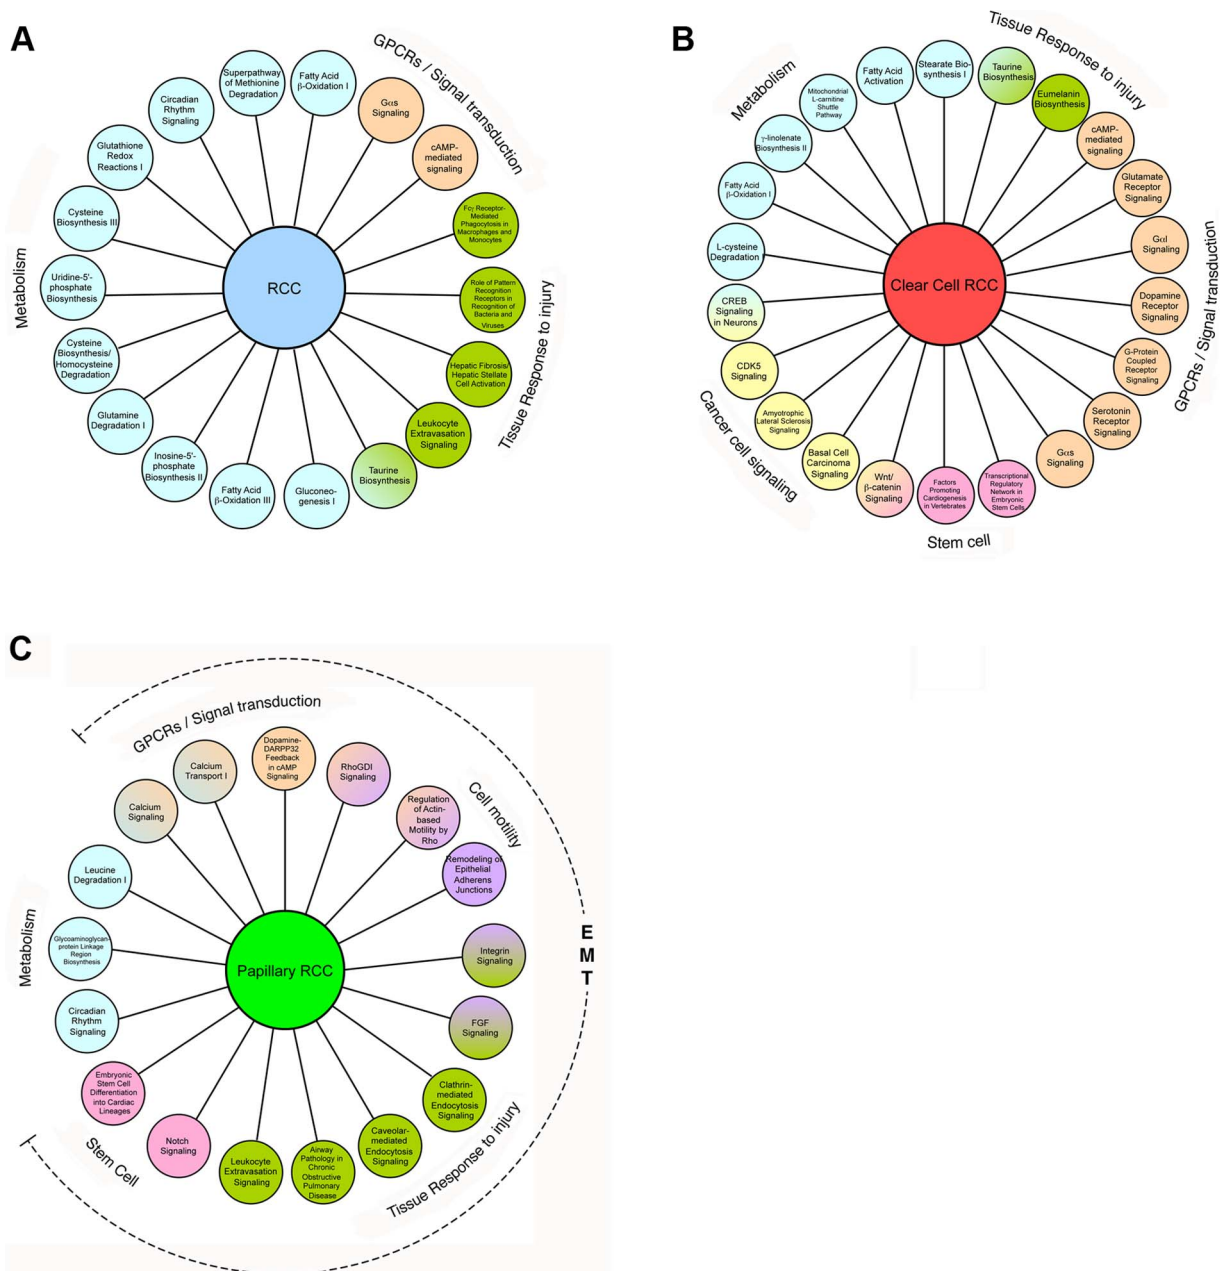 A
GPCRs / Signal transduction
Superpathway
of Methionine
Degradation
Fatty Acid
β-Oxidation I
Gαs
Signaling
cAMP-
mediated
signaling
Fcγ Receptor-
Mediated
Phagocytosis in
Macrophages and
Monocytes
Role of Pattern
Recognition
Receptors in
Recognition of
Bacteria and
Viruses
Hepatic Fibrosis/
Hepatic Stellate
Cell Activation
Leukocyte
Extravasation
Signaling
Tissue Response to injury
Taurine
Biosynthesis
Gluconeo-
genesis I
Fatty Acid
β-Oxidation III
Inosine-5'-
phosphate
Biosynthesis II
Glutamine
Degradation I
Cysteine
Biosynthesis/
Homocysteine
Degradation
Uridine-5'-
phosphate
Biosynthesis
Cysteine
Biosynthesis III
Glutathione
Redox
Reactions I
Circadian
Rhythm
Signaling
Metabolism
RCC
B
Tissue Response to injury
Metabolism
Stearate Bio-
synthesis I
Taurine
Biosynthesis
Eumelanin
Biosynthesis
cAMP-
mediated
signaling
Glutamate
Receptor
Signaling
GαI
Signaling
Dopamine
Receptor
Signaling
G-Protein
Coupled
Receptor
Signaling
Serotonin
Receptor
Signaling
Gαs
Signaling
GPCRs / Signal transduction
Transcriptional
Regulatory
Network in
Embryonic
Stem Cells
Factors
Promoting
Cardiogenesis
in Vertebrates
Stem cell
Wnt/
β-catenin
Signaling
Basal Cell
Carcinoma
Signaling
Amyotrophic
Lateral Sclerosis
Signaling
CDK5
Signaling
Cancer cell signaling
CREB
Signaling
in Neurons
L-cysteine
Degradation I
Fatty Acid
β-Oxidation I
γ-linolenate
Biosynthesis II
Mitochondrial
L-carnitine
Shuttle
Pathway
Fatty Acid
Activation
Clear Cell RCC
C
GPCRs / Signal transduction
Calcium
Signaling
Calcium
Transport I
Dopamine-
DARPP32
Feedback
in cAMP
Signaling
RhoGDI
Signaling
Regulation
of Actin-
based
Motility by
Rho
Cell motility
Remodeling of
Epithelial
Adherens
Junctions
Integrin
Signaling
FGF
Signaling
E
M
T
Clathrin-
mediated
Endocytosis
Signaling
Caveolar-
mediated
Endocytosis
Signaling
Airway
Pathology in
Chronic
Obstructive
Pulmonary
Disease
Leukocyte
Extravasation
Signaling
Tissue Response to injury
Notch
Signaling
Embryonic
Stem Cell
Differentiation
into Cardiac
Lineages
Stem Cell
Circadian
Rhythm
Signaling
Glycoaminoglycan-
protein Linkage
Region
Biosynthesis
Leucine
Degradation I
Metabolism
Papillary RCC